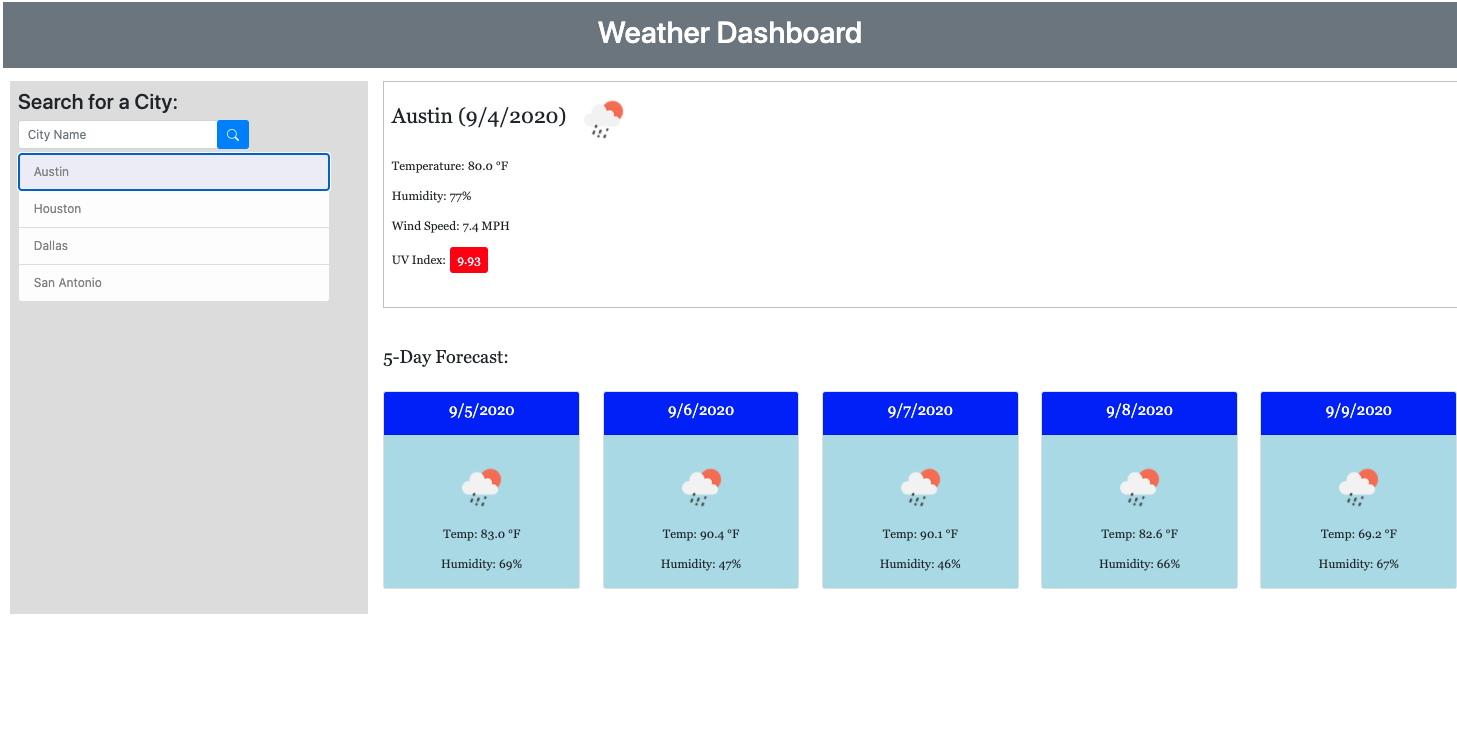 Weather Dashboard
Search for a City:
City Name
Austin
Houston
Dallas
San Antonio
Austin (9/4/2020)
Temperature: 80.0 °F
Humidity: 77%
Wind Speed: 7.4 MPH
UV Index: 9.93
5-Day Forecast:
9/5/2020
Temp: 83.0 °F
Humidity: 69%
9/6/2020
Temp: 90.4 °F
Humidity: 47%
9/7/2020
Temp: 90.1 °F
Humidity: 46%
9/8/2020
Temp: 82.6 °F
Humidity: 66%
9/9/2020
Temp: 69.2 °F
Humidity: 67%